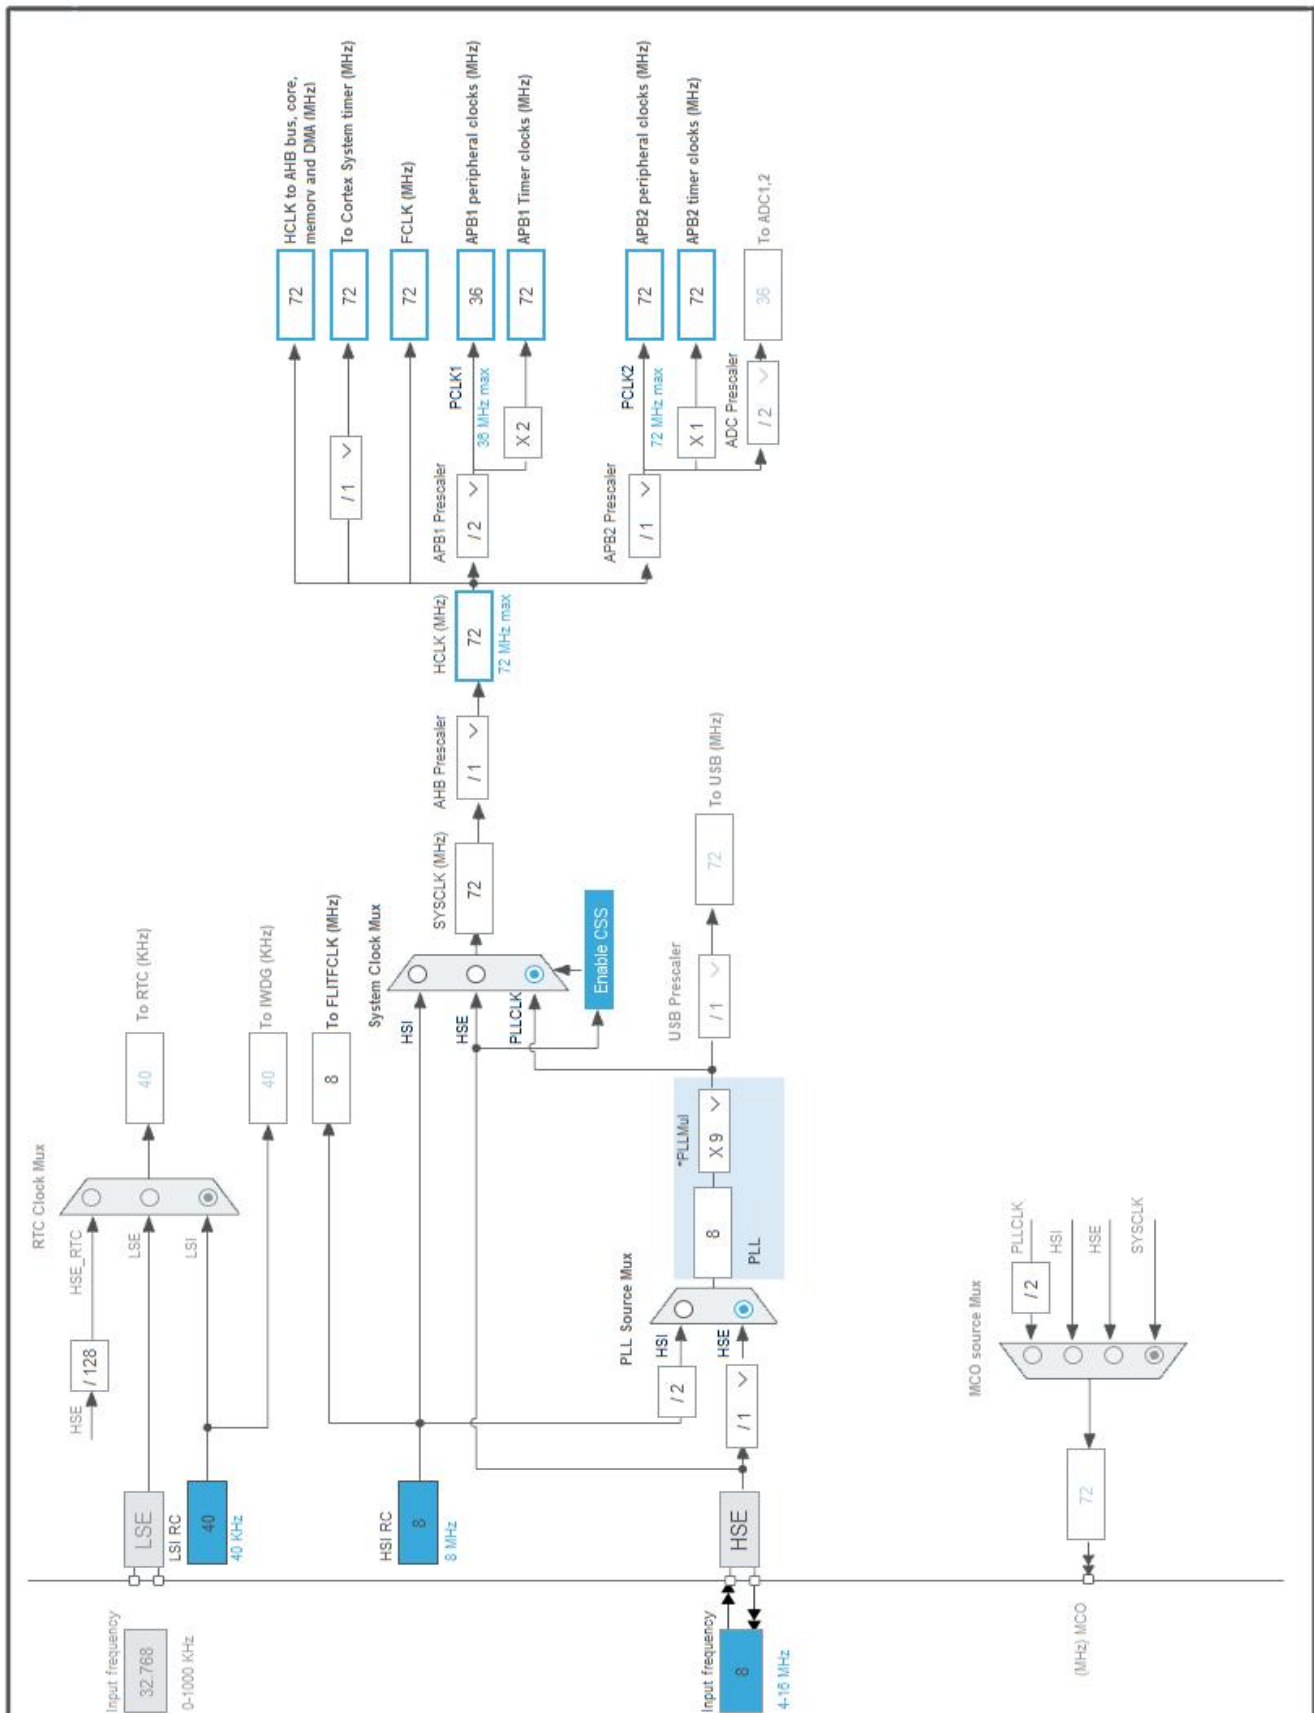 Input frequency
32.768
0-1000 KHz
LSE
LSI RC
40
40 KHz
HSE
/ 128
HSE_RTC
LSE
LSI
RTC Clock Mux
40
To RTC (KHz)
40
To IWDG (KHz)
8
To FLITFCLK (MHz)
HSI RC
8
8 MHz
Input frequency
8
4-16 MHz
HSE
/ 2
HSI
/ 1
HSE
PLL Source Mux
8
*PLLMul
X 9
PLL
USB Prescaler
/ 1
72
To USB (MHz)
System Clock Mux
HSI
HSE
PLLCLK
Enable CSS
SYSCLK (MHz)
72
AHB Prescaler
/ 1
HCLK (MHz)
72
72 MHz max
72
HCLK to AHB bus, core,
memory and DMA (MHz)
/ 1
72
To Cortex System timer (MHz)
72
FCLK (MHz)
APB1 Prescaler
/ 2
PCLK1
36 MHz max
36
APB1 peripheral clocks (MHz)
X 2
72
APB1 Timer clocks (MHz)
APB2 Prescaler
/ 1
PCLK2
72 MHz max
72
APB2 peripheral clocks (MHz)
X 1
72
APB2 timer clocks (MHz)
ADC Prescaler
/ 2
36
To ADC1,2
MCO source Mux
/ 2
PLLCLK
HSI
HSE
SYSCLK
72
(MHz) MCO